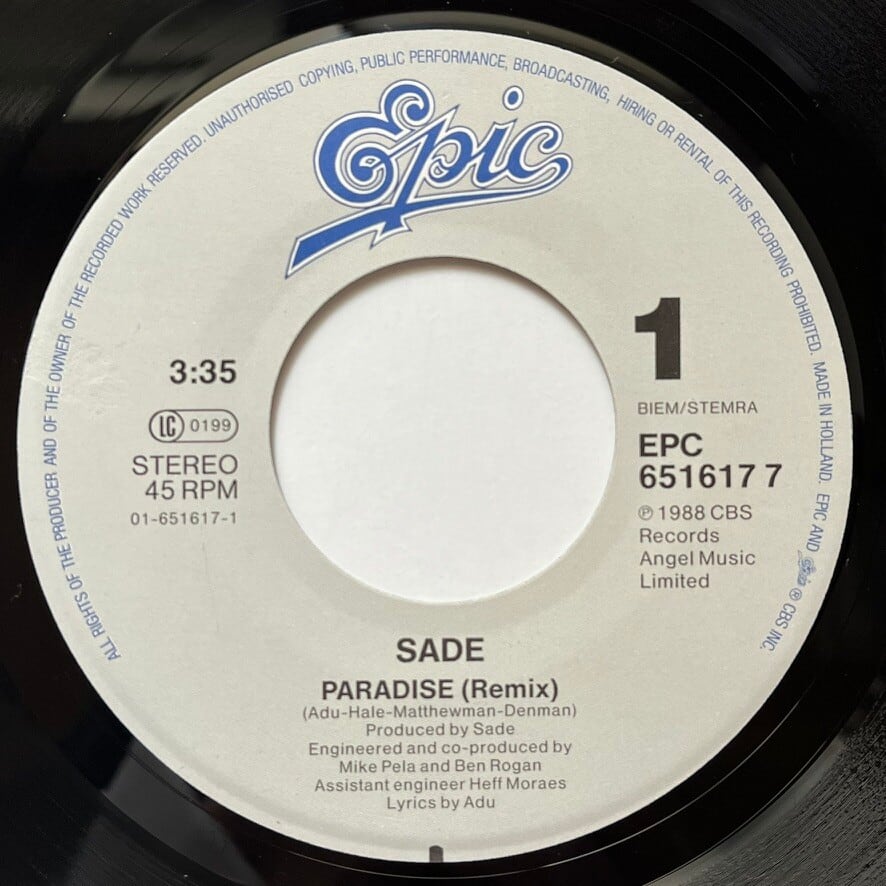 ALL RIGHTS OF THE PRODUCER AND OF THE OWNER OF THE RECORDED WORK RESERVED. UNAUTHORISED COPYING, PUBLIC PERFORMANCE, BROADCASTING, HIRING OR RENTAL OF THIS RECORDING PROHIBITED. MADE IN HOLLAND. EPIC AND Epic ® CBS INC.
Epic
3:35
LC 0199
STEREO
45 RPM
01-651617-1
1
BIEM/STEMRA
EPC
651617 7
℗ 1988 CBS
Records
Angel Music
Limited
SADE
PARADISE (Remix)
(Adu-Hale-Matthewman-Denman)
Produced by Sade
Engineered and co-produced by
Mike Pela and Ben Rogan
Assistant engineer Heff Moraes
Lyrics by Adu